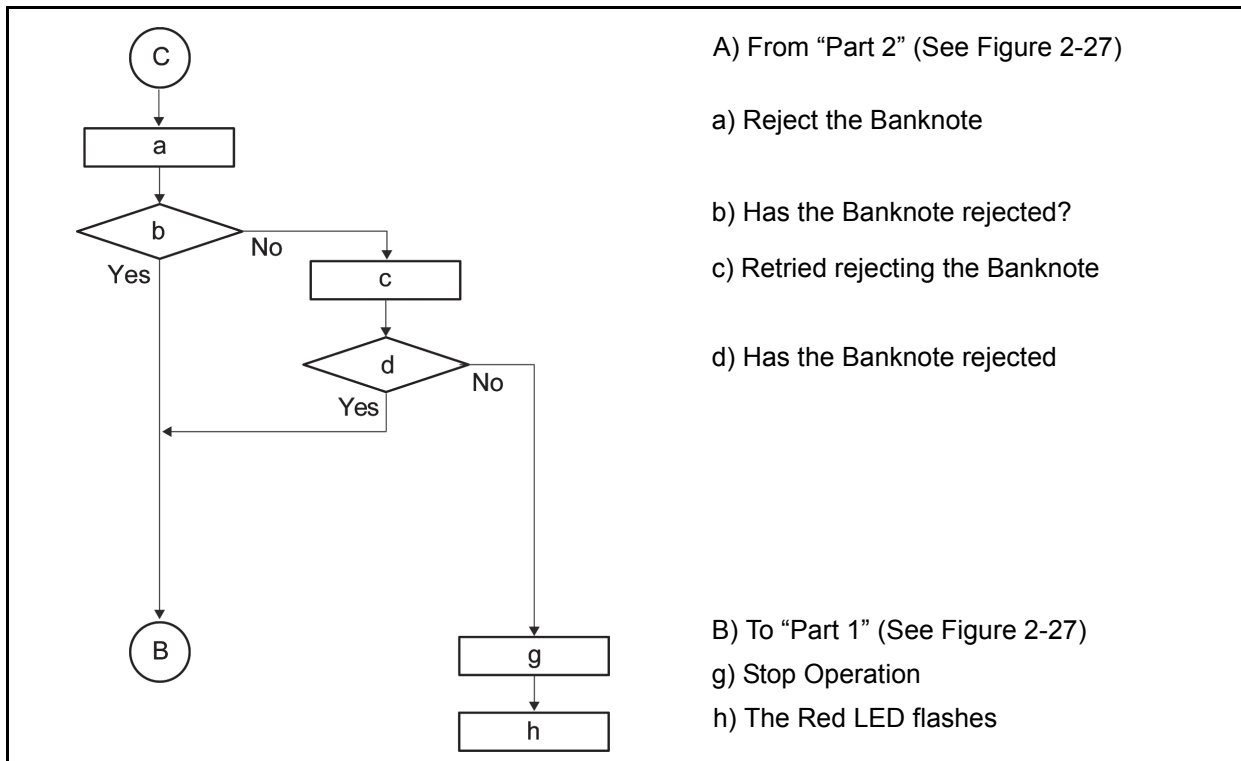 C
A) From “Part 2” (See Figure 2-27)
a
a) Reject the Banknote
b
No
Yes
b) Has the Banknote rejected?
c
c) Retried rejecting the Banknote
d
No
Yes
d) Has the Banknote rejected
B
B) To “Part 1” (See Figure 2-27)
g
g) Stop Operation
h
h) The Red LED flashes